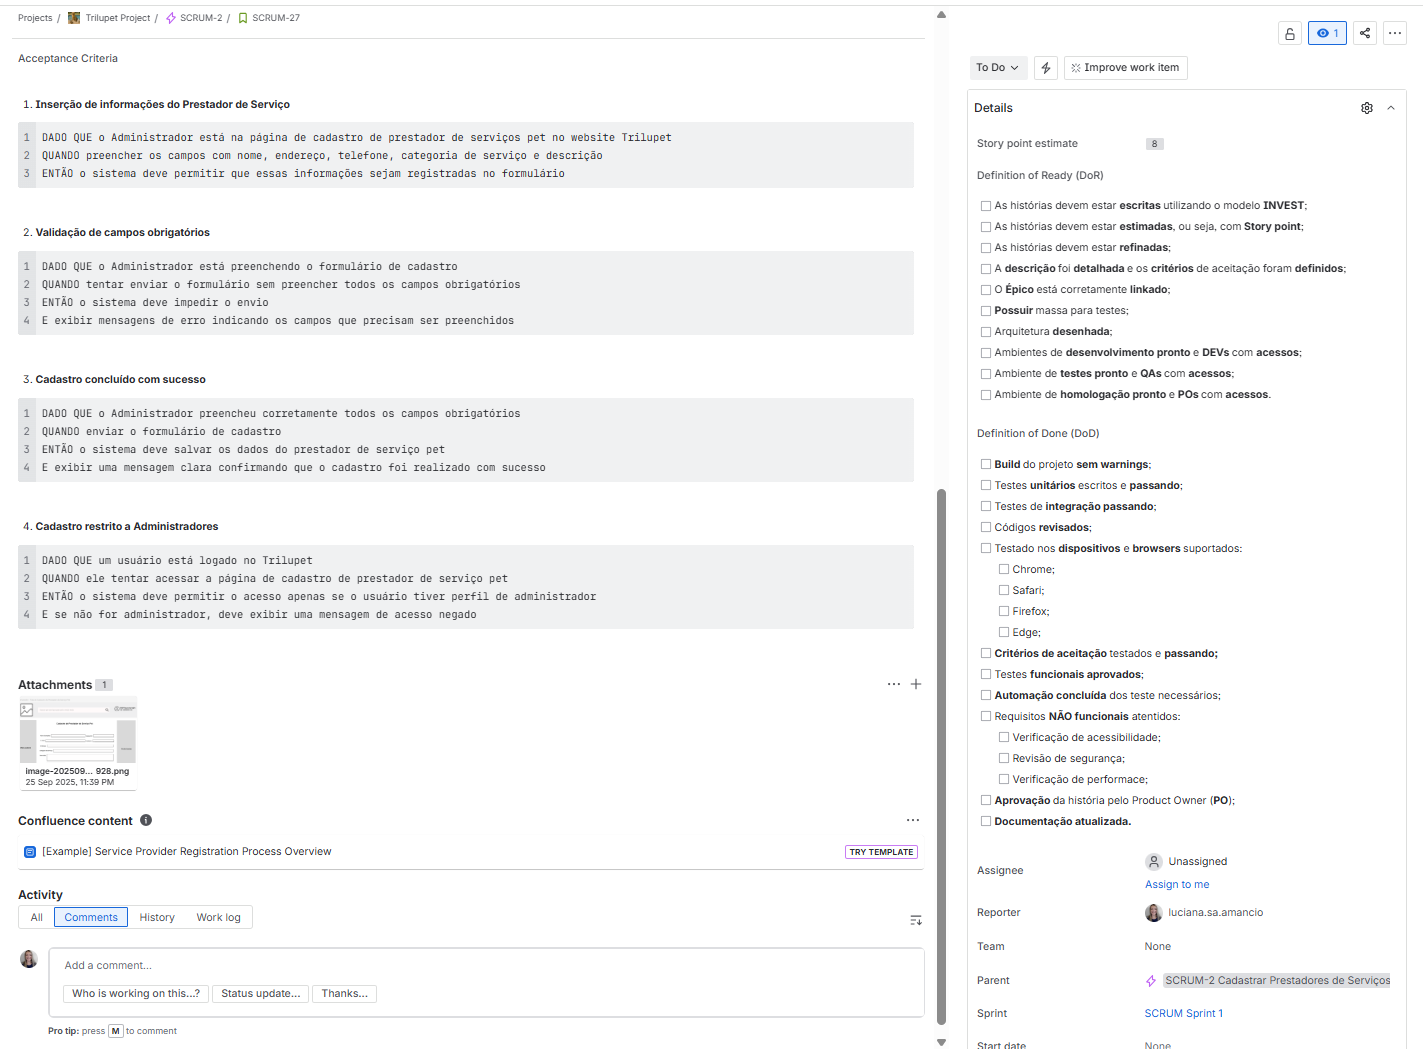 Projects / Trilupet Project / SCRUM-2 / SCRUM-27
Acceptance Criteria
1. Inserção de informações do Prestador de Serviço
1 DADO QUE o Administrador está na página de cadastro de prestador de serviços pet no website Trilupet
2 QUANDO preencher os campos com nome, endereço, telefone, categoria de serviço e descrição
3 ENTÃO o sistema deve permitir que essas informações sejam registradas no formulário
2. Validação de campos obrigatórios
1 DADO QUE o Administrador está preenchendo o formulário de cadastro
2 QUANDO tentar enviar o formulário sem preencher todos os campos obrigatórios
3 ENTÃO o sistema deve impedir o envio
4 E exibir mensagens de erro indicando os campos que precisam ser preenchidos
3. Cadastro concluído com sucesso
1 DADO QUE o Administrador preencheu corretamente todos os campos obrigatórios
2 QUANDO enviar o formulário de cadastro
3 ENTÃO o sistema deve salvar os dados do prestador de serviço pet
4 E exibir uma mensagem clara confirmando que o cadastro foi realizado com sucesso
4. Cadastro restrito a Administradores
1 DADO QUE um usuário está logado no Trilupet
2 QUANDO ele tentar acessar a página de cadastro de prestador de serviço pet
3 ENTÃO o sistema deve permitir o acesso apenas se o usuário tiver perfil de administrador
4 E se não for administrador, deve exibir uma mensagem de acesso negado
Attachments 1
image-202509... 928.png
25 Sep 2025, 11:39 PM
Confluence content
[Example] Service Provider Registration Process Overview
TRY TEMPLATE
Activity
All Comments History Work log
Add a comment...
Who is working on this...? Status update... Thanks...
Pro tip: press M to comment
1
To Do
Improve work item
Details
Story point estimate 8
Definition of Ready (DoR)
As histórias devem estar escritas utilizando o modelo INVEST;
As histórias devem estar estimadas, ou seja, com Story point;
As histórias devem estar refinadas;
A descrição foi detalhada e os critérios de aceitação foram definidos;
O Épico está corretamente linkado;
Possuir massa para testes;
Arquitetura desenhada;
Ambientes de desenvolvimento pronto e DEVs com acessos;
Ambiente de testes pronto e QAs com acessos;
Ambiente de homologação pronto e POs com acessos.
Definition of Done (DoD)
Build do projeto sem warnings;
Testes unitários escritos e passando;
Testes de integração passando;
Códigos revisados;
Testado nos dispositivos e browsers suportados:
Chrome;
Safari;
Firefox;
Edge;
Critérios de aceitação testados e passando;
Testes funcionais aprovados;
Automação concluída dos teste necessários;
Requisitos NÃO funcionais atentidos:
Verificação de acessibilidade;
Revisão de segurança;
Verificação de performace;
Aprovação da história pelo Product Owner (PO);
Documentação atualizada.
Assignee Unassigned
Assign to me
Reporter luciana.sa.amancio
Team None
Parent SCRUM-2 Cadastrar Prestadores de Serviços
Sprint SCRUM Sprint 1
Start date None